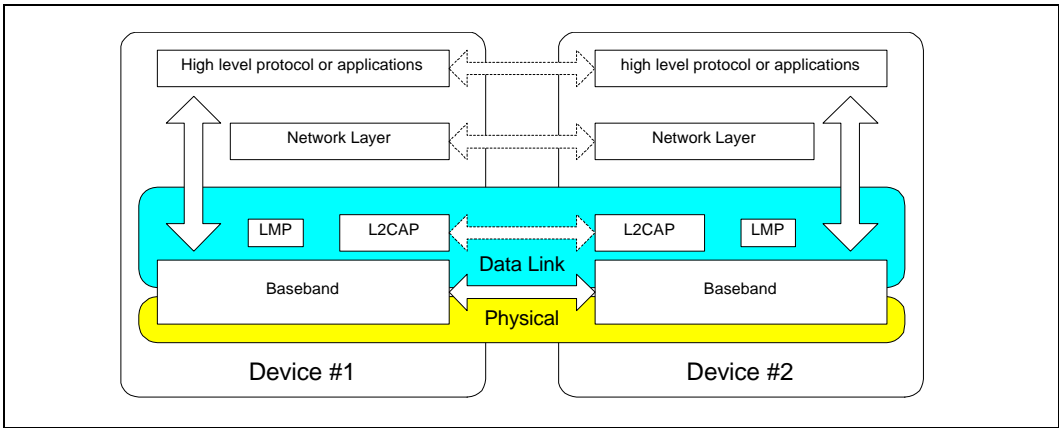 High level protocol or applications
high level protocol or applications
Network Layer
Network Layer
LMP
L2CAP
L2CAP
LMP
Data Link
Baseband
Baseband
Physical
Device #1
Device #2